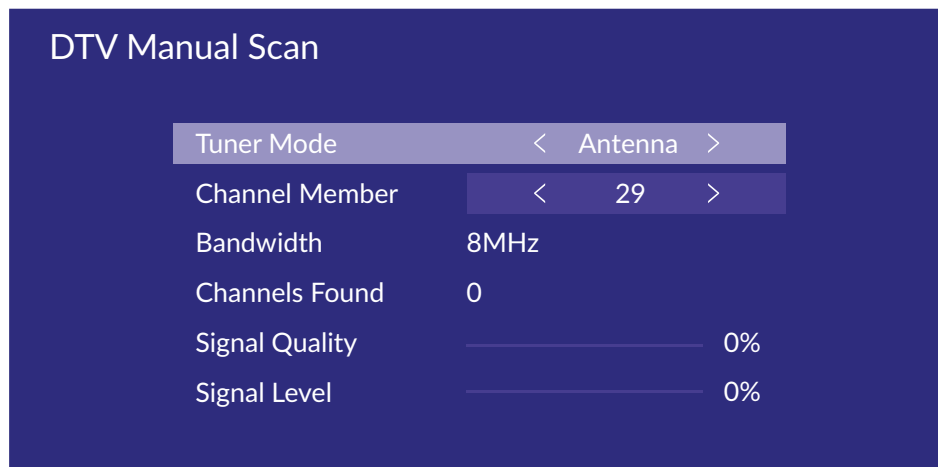 DTV Manual Scan
Tuner Mode < Antenna >
Channel Member < 29 >
Bandwidth 8MHz
Channels Found 0
Signal Quality 0%
Signal Level 0%